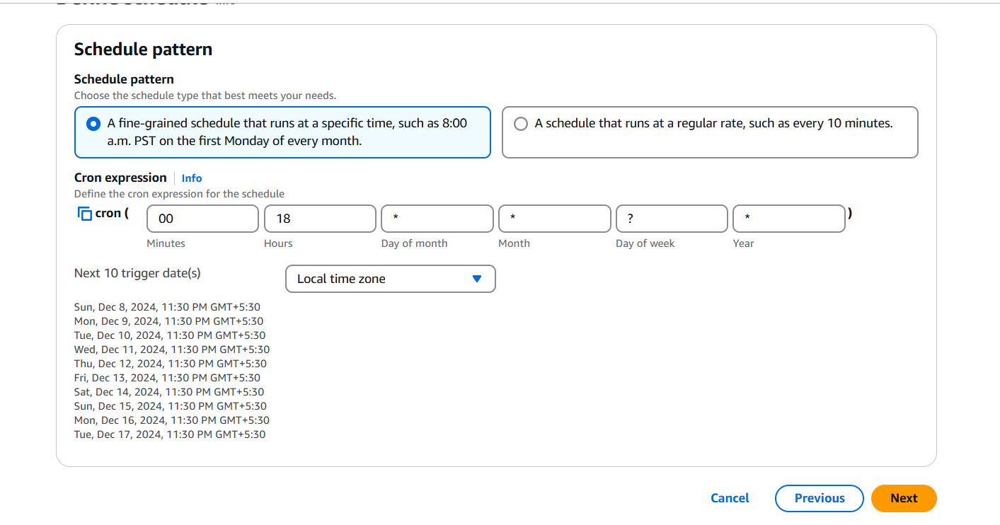 Schedule pattern
Schedule pattern
Choose the schedule type that best meets your needs.
A fine-grained schedule that runs at a specific time, such as 8:00
a.m. PST on the first Monday of every month.
A schedule that runs at a regular rate, such as every 10 minutes.
Cron expression Info
Define the cron expression for the schedule
cron ( 00 18 * * ? * )
Minutes Hours Day of month Month Day of week Year
Next 10 trigger date(s) Local time zone
Sun, Dec 8, 2024, 11:30 PM GMT+5:30
Mon, Dec 9, 2024, 11:30 PM GMT+5:30
Tue, Dec 10, 2024, 11:30 PM GMT+5:30
Wed, Dec 11, 2024, 11:30 PM GMT+5:30
Thu, Dec 12, 2024, 11:30 PM GMT+5:30
Fri, Dec 13, 2024, 11:30 PM GMT+5:30
Sat, Dec 14, 2024, 11:30 PM GMT+5:30
Sun, Dec 15, 2024, 11:30 PM GMT+5:30
Mon, Dec 16, 2024, 11:30 PM GMT+5:30
Tue, Dec 17, 2024, 11:30 PM GMT+5:30
Cancel Previous Next